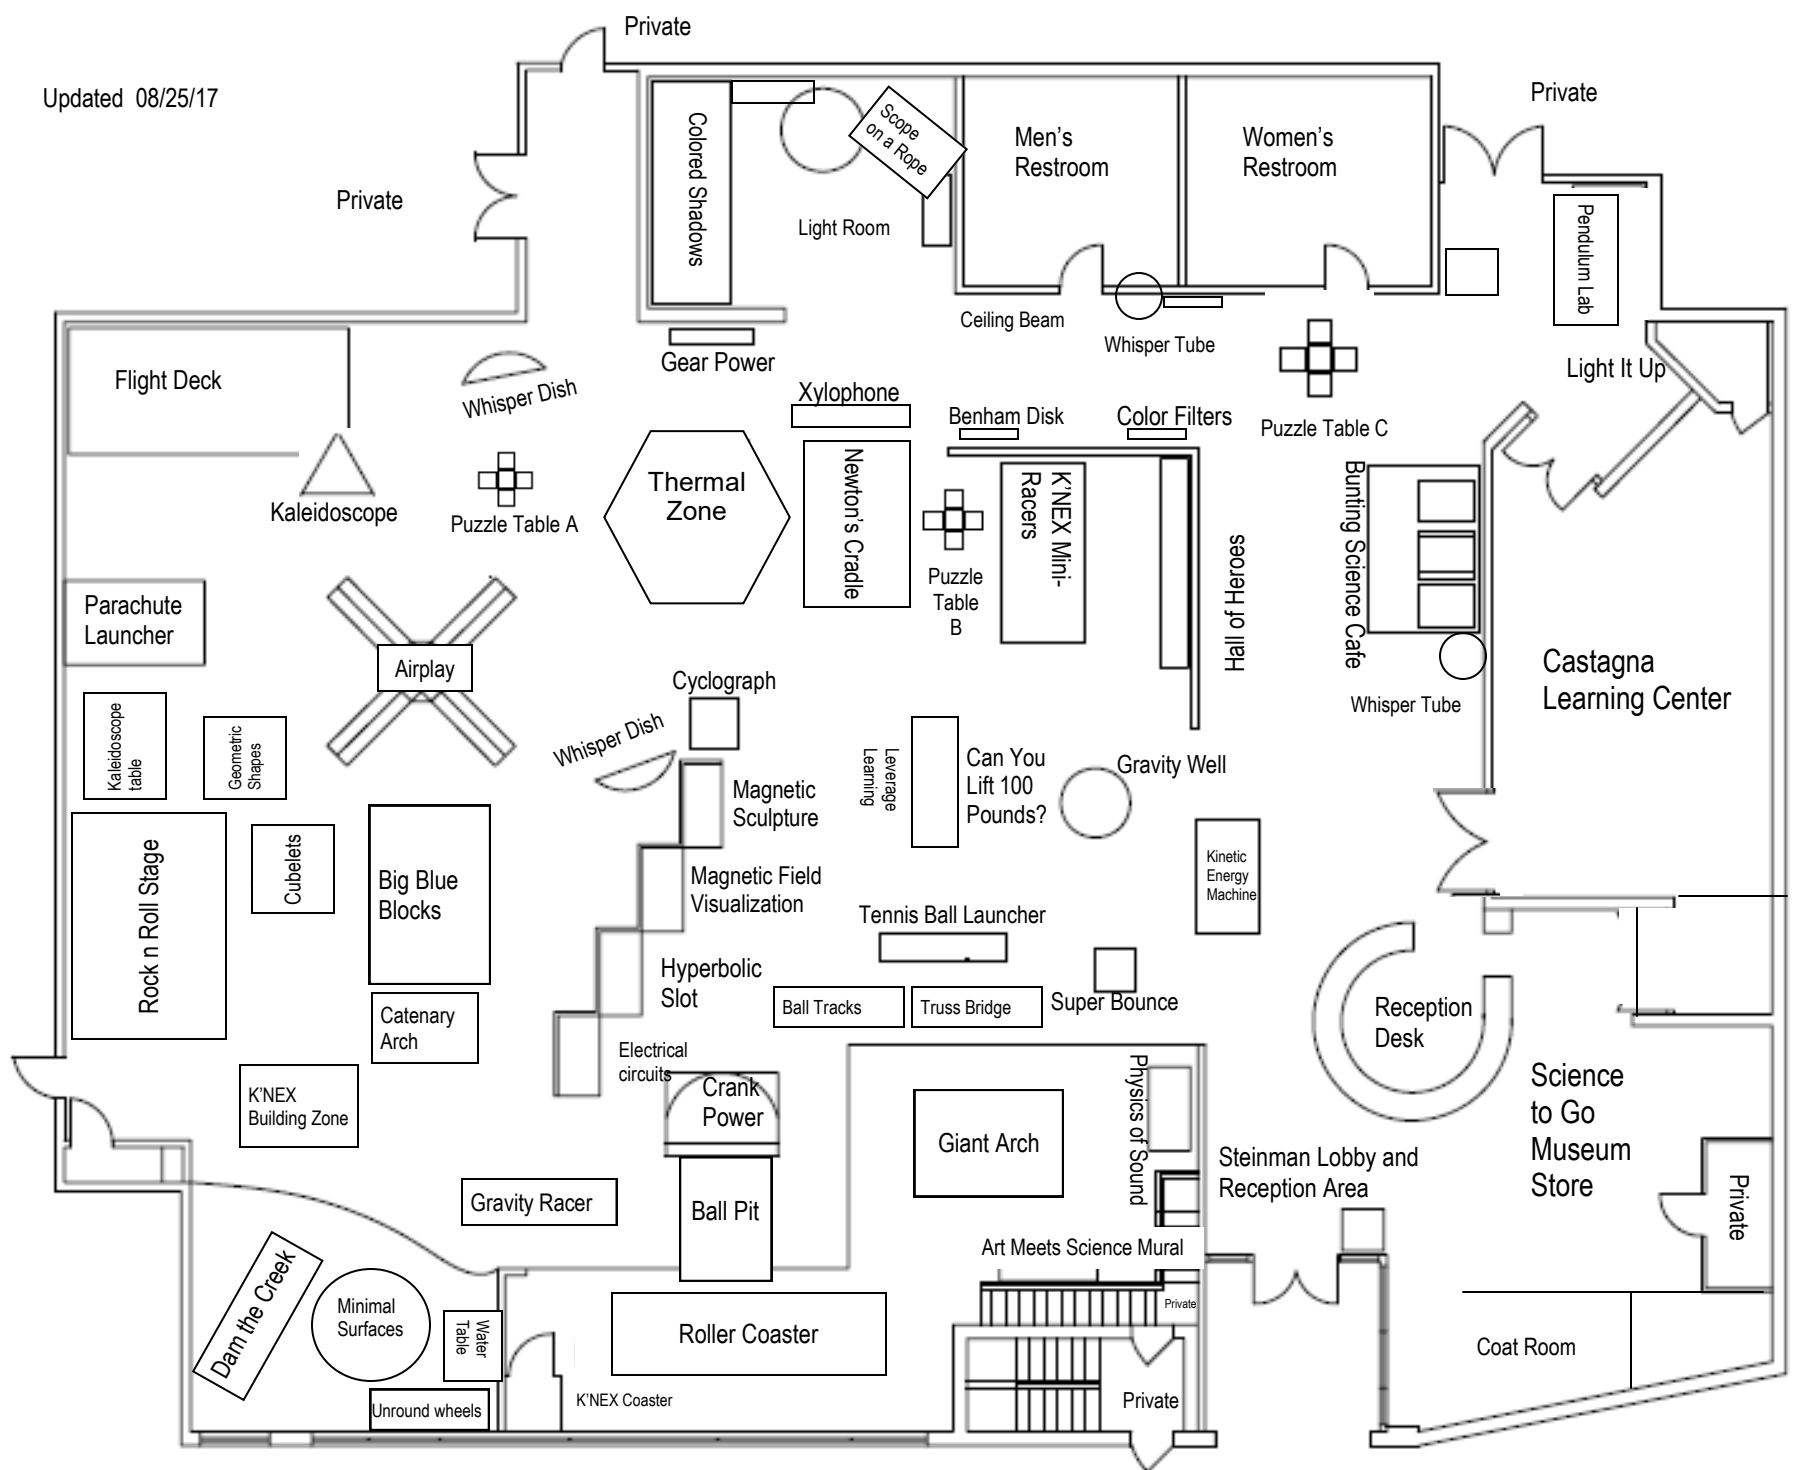 Private
Updated 08/25/17
Private
Private
Colored Shadows
Scope
on a Rope
Light Room
Men's
Restroom
Women's
Restroom
Pendulum Lab
Ceiling Beam
Whisper Tube
Gear Power
Flight Deck
Whisper Dish
Light It Up
Xylophone
Benham Disk
Color Filters
Puzzle Table C
Thermal
Zone
Newton's Cradle
K'NEX Mini-
Racers
Kaleidoscope
Puzzle Table A
Puzzle
Table
B
Hall of Heroes
Bunting Science Cafe
Parachute
Launcher
Airplay
Castagna
Learning Center
Whisper Tube
Cyclograph
Whisper Dish
Kaleidoscope
table
Geometric
Shapes
Leverage
Learning
Can You
Lift 100
Pounds?
Gravity Well
Magnetic
Sculpture
Rock n Roll Stage
Cubelets
Big Blue
Blocks
Magnetic Field
Visualization
Kinetic
Energy
Machine
Tennis Ball Launcher
Hyperbolic
Slot
Ball Tracks
Truss Bridge
Super Bounce
Reception
Desk
Catenary
Arch
Electrical
circuits
Crank
Power
K'NEX
Building Zone
Giant Arch
Physics of Sound
Science
to Go
Museum
Store
Steinman Lobby and
Reception Area
Private
Gravity Racer
Ball Pit
Art Meets Science Mural
Private
Dam the Creek
Minimal
Surfaces
Water
Table
Roller Coaster
Coat Room
Unround wheels
K'NEX Coaster
Private